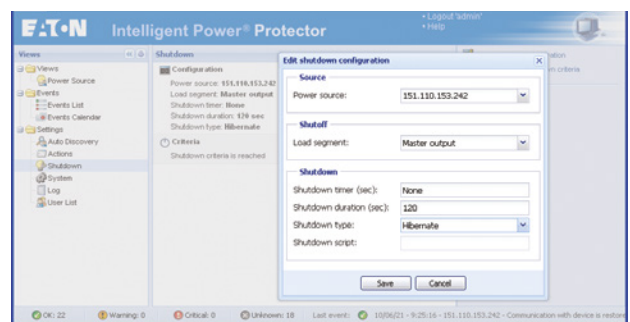 EATON
Intelligent Power® Protector
Logout 'admin'
Help
Views
Views
Power Source
Events
Events List
Events Calendar
Settings
Auto Discovery
Actions
Shutdown
System
Log
User List
Shutdown
Configuration
Power source: 151.110.153.242
Load segment: Master output
Shutdown timer: None
Shutdown duration: 120 sec
Shutdown type: Hibernate
Criteria
Shutdown criteria is reached
Edit shutdown configuration
Source
Power source: 151.110.153.242
Shutoff
Load segment: Master output
Shutdown
Shutdown timer (sec): None
Shutdown duration (sec): 120
Shutdown type: Hibernate
Shutdown script:
Save Cancel
criteria
OK: 22 Warning: 0 Critical: 0 Unknown: 18 Last event: 10/06/21 - 9:25:16 - 151.110.153.242 - Communication with device is restore